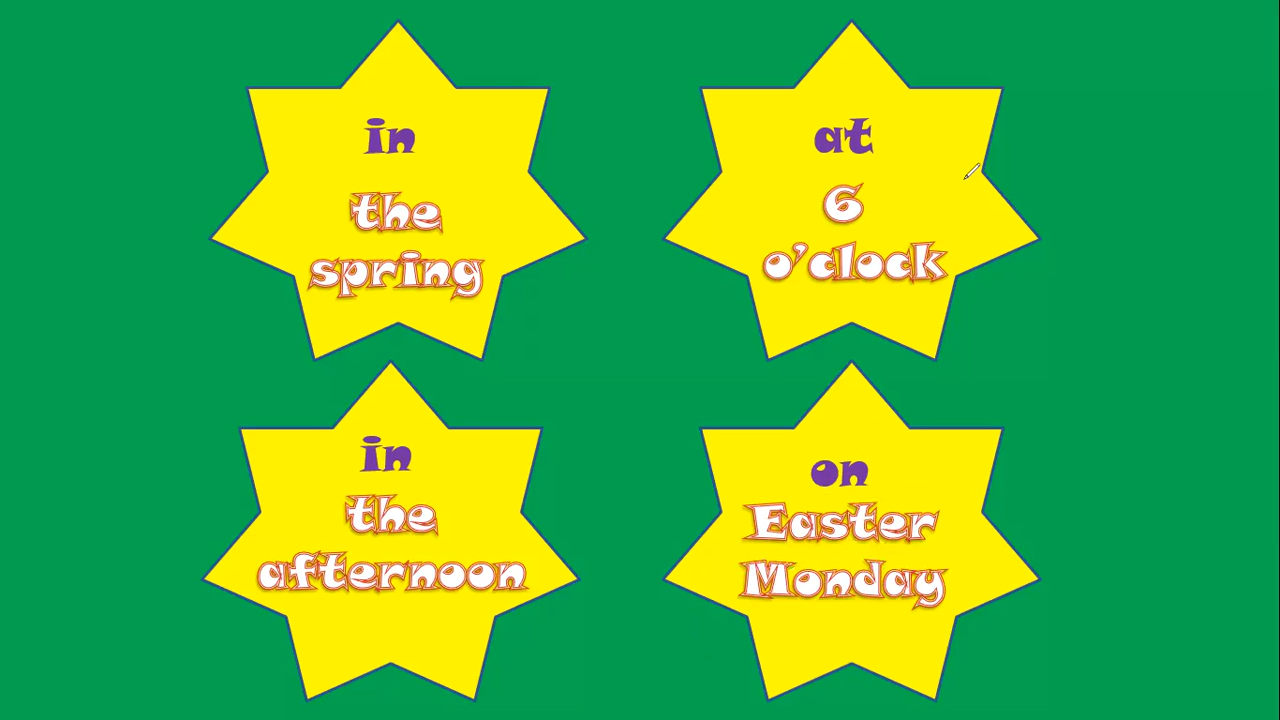 in
the
spring
at
6
o'clock
in
the
afternoon
on
Easter
Monday